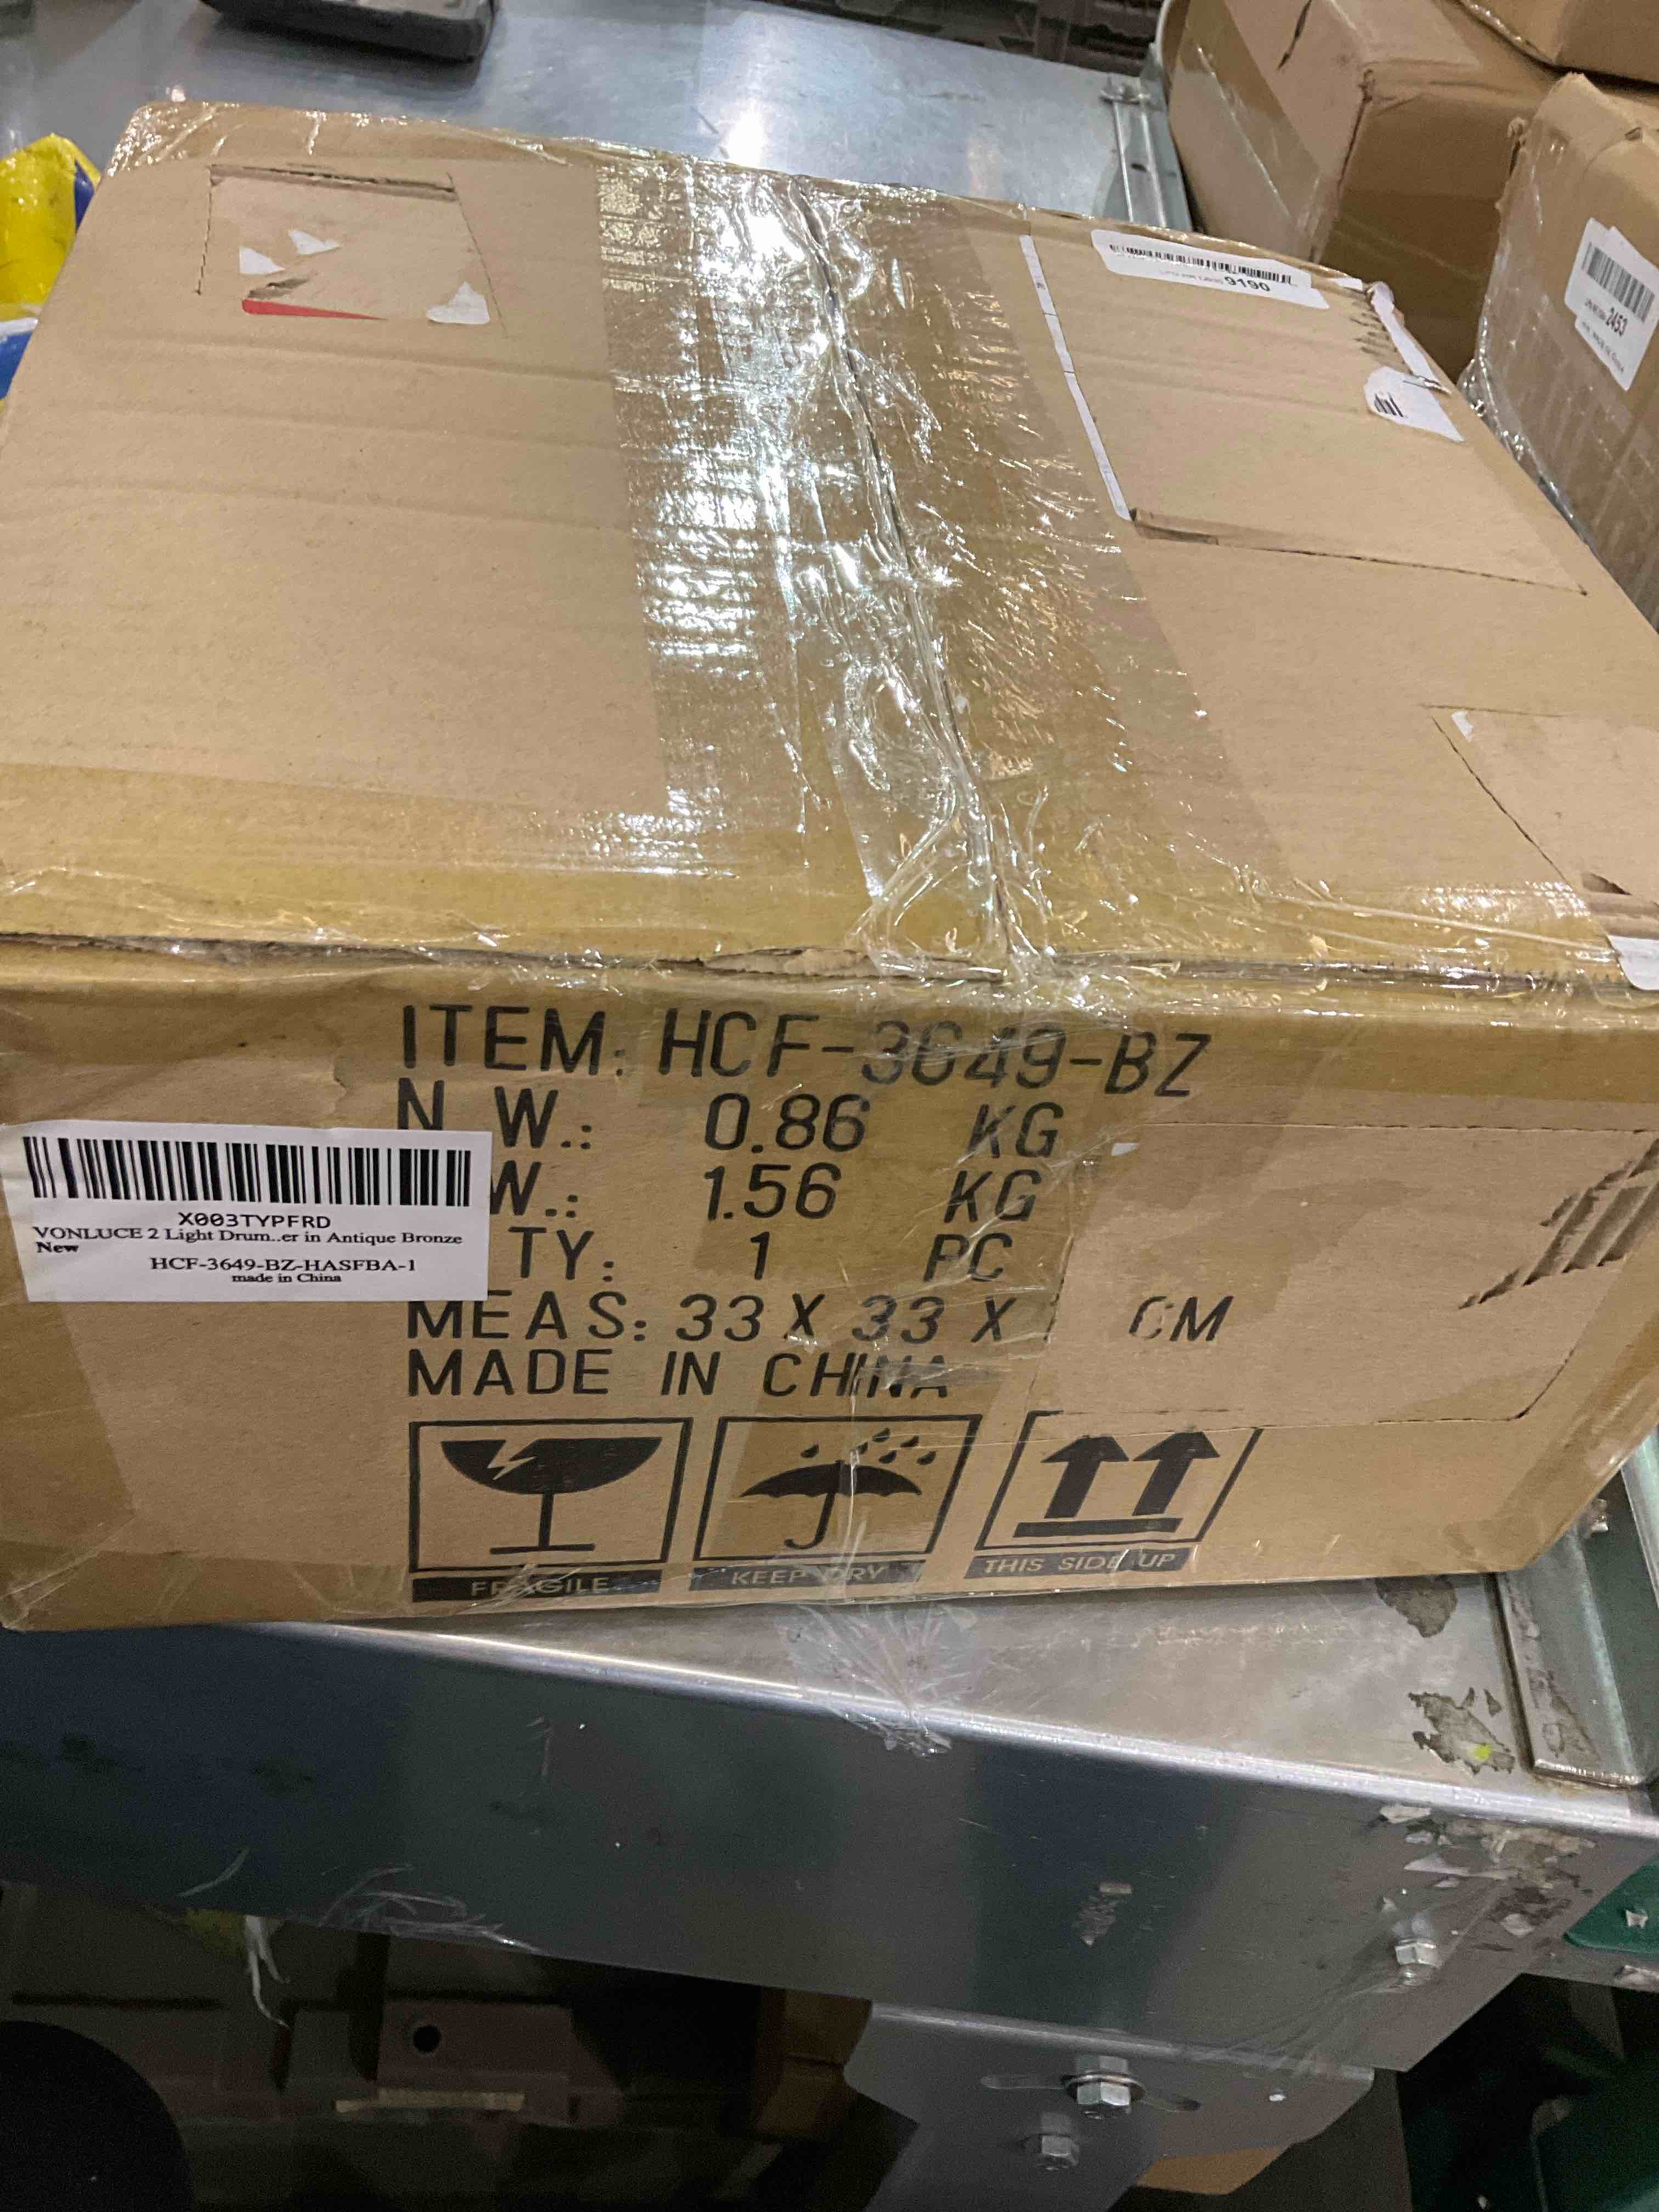 9190
2453
ITEM: HCF-3649-BZ
N W.: 0.86 KG
W.: 1.56 KG
TY: 1 PC
MEAS: 33 X 33 X CM
MADE IN CHINA
X003TYPFRD
VONLUCE 2 Light Drum..er in Antique Bronze
New
HCF-3649-BZ-HASFBA-1
made in China
FRAGILE
KEEP DRY
THIS SIDE UP